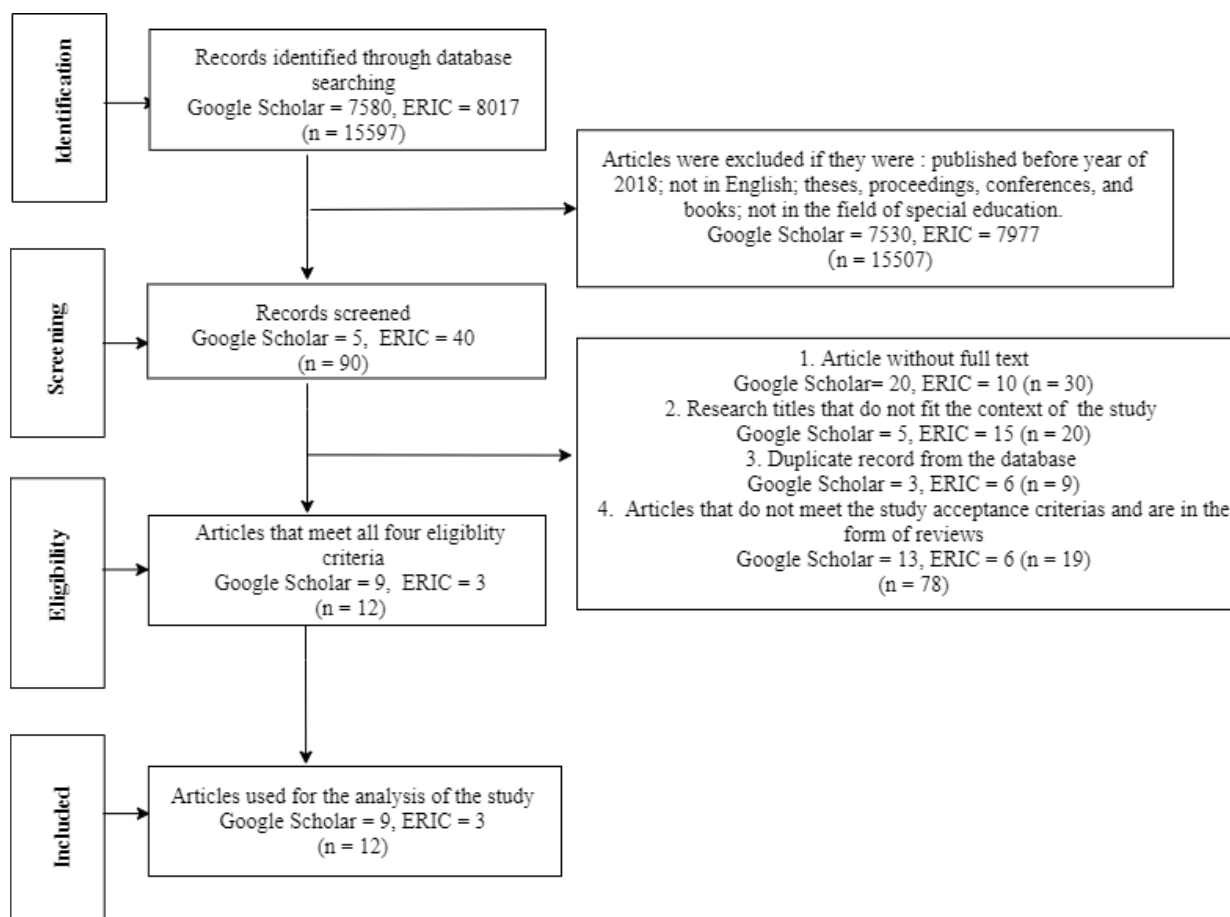 Identification
Records identified through database
searching
Google Scholar = 7580, ERIC = 8017
(n = 15597)
Articles were excluded if they were : published before year of
2018; not in English; theses, proceedings, conferences, and
books; not in the field of special education.
Google Scholar = 7530, ERIC = 7977
(n = 15507)
Screening
Records screened
Google Scholar = 5, ERIC = 40
(n = 90)
1. Article without full text
Google Scholar= 20, ERIC = 10 (n = 30)
2. Research titles that do not fit the context of the study
Google Scholar = 5, ERIC = 15 (n = 20)
3. Duplicate record from the database
Google Scholar = 3, ERIC = 6 (n = 9)
4. Articles that do not meet the study acceptance criterias and are in the
form of reviews
Google Scholar = 13, ERIC = 6 (n = 19)
(n = 78)
Eligibility
Articles that meet all four eligiblity
criteria
Google Scholar = 9, ERIC = 3
(n = 12)
Included
Articles used for the analysis of the study
Google Scholar = 9, ERIC = 3
(n = 12)